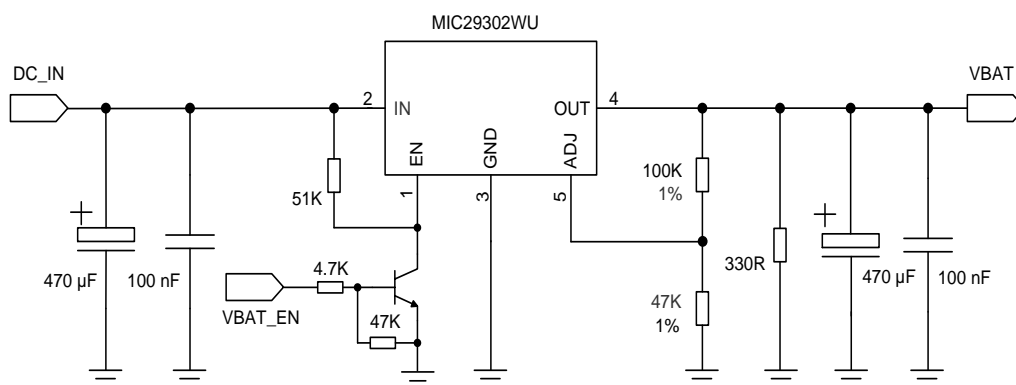 MIC29302WU
DC_IN
VBAT
2
IN
OUT
4
EN
GND
ADJ
1
3
5
51K
100K
1%
470 µF
100 nF
4.7K
VBAT_EN
47K
330R
47K
1%
470 µF
100 nF